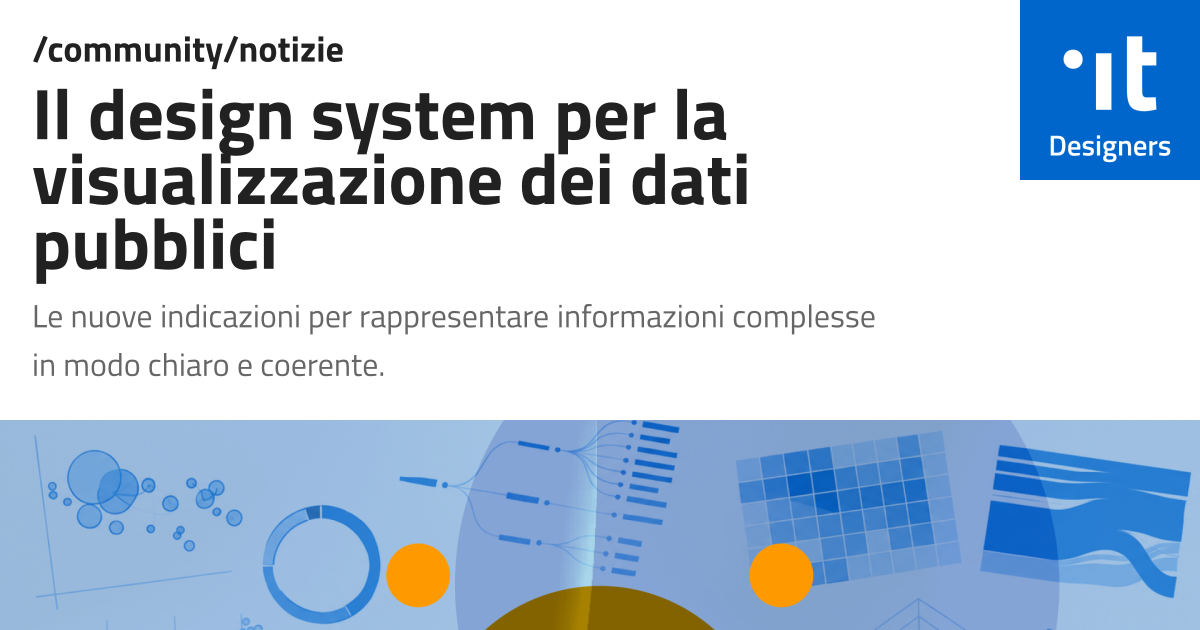 /community/notizie
Il design system per la
visualizzazione dei dati
pubblici
Le nuove indicazioni per rappresentare informazioni complesse
in modo chiaro e coerente.
it
Designers